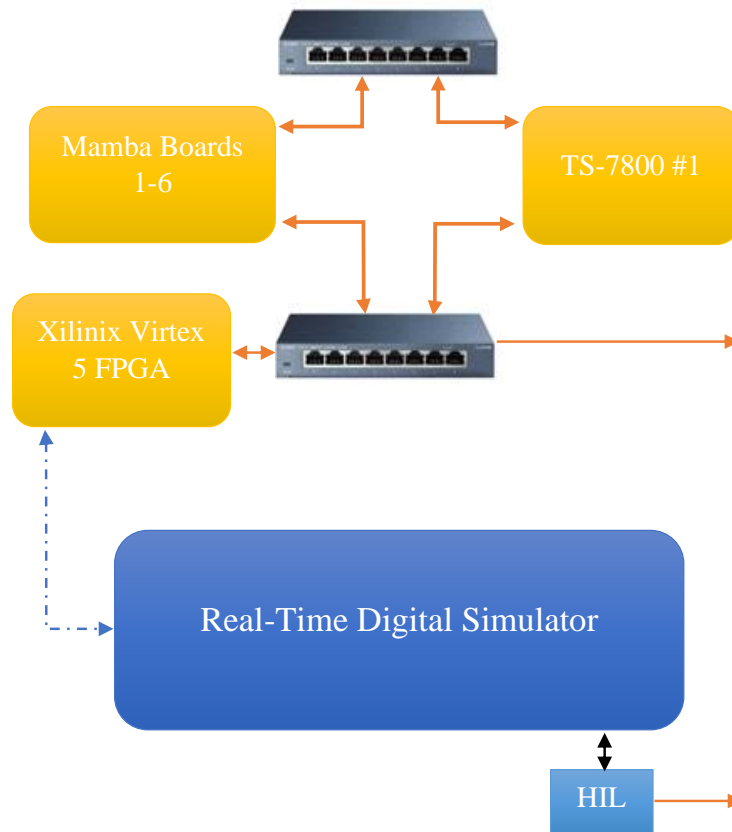 Mamba Boards
1-6
TS-7800 #1
Xilinix Virtex
5 FPGA
Real-Time Digital Simulator
HIL